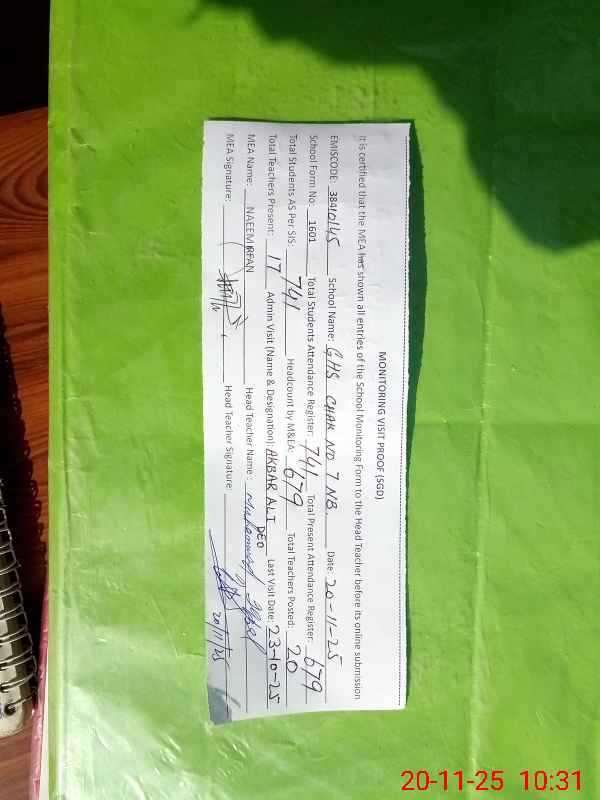 MONITORING VISIT PROOF (SGD)
It is certified that the MEA has shown all entries of the School Monitoring Form to the Head Teacher before its online submission
EMISCODE: 38410145 School Name: GHS CHAK NO 7 NB. Date: 20-11-25
School Form No: 1601 Total Students Attendance Register: 741 Total Present Attendance Register: 679
Total Students AS Per SIS: 741 Headcount by M&EA: 679 Total Teachers Posted: 20
Total Teachers Present: 17 Admin Visit (Name & Designation): AKBAR ALI DEO Last Visit Date: 23-10-25
MEA Name: NAEEM IRFAN Head Teacher Name: Muhammad
MEA Signature: Head Teacher Signature: 20/11/25
20-11-25 10:31